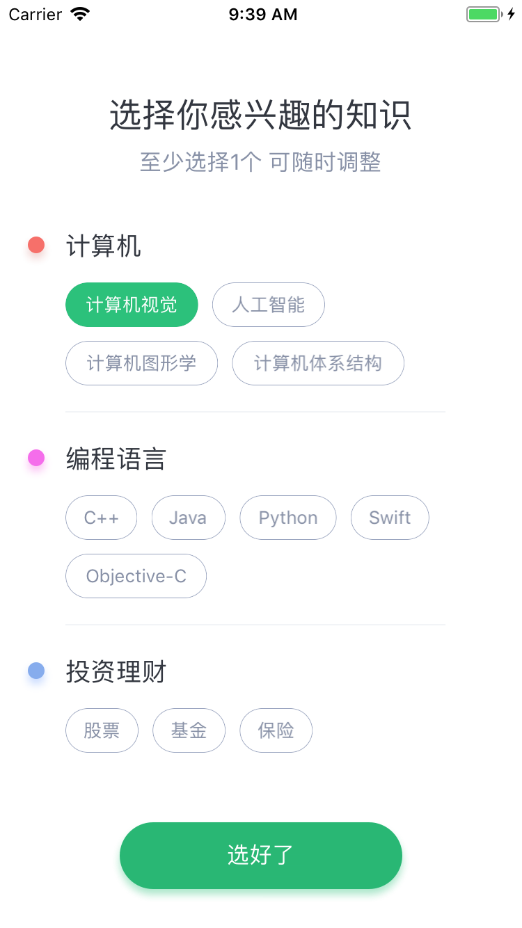 Carrier 9:39 AM
选择你感兴趣的知识
至少选择1个 可随时调整
计算机
计算机视觉 人工智能
计算机图形学 计算机体系结构
编程语言
C++ Java Python Swift
Objective-C
投资理财
股票 基金 保险
选好了